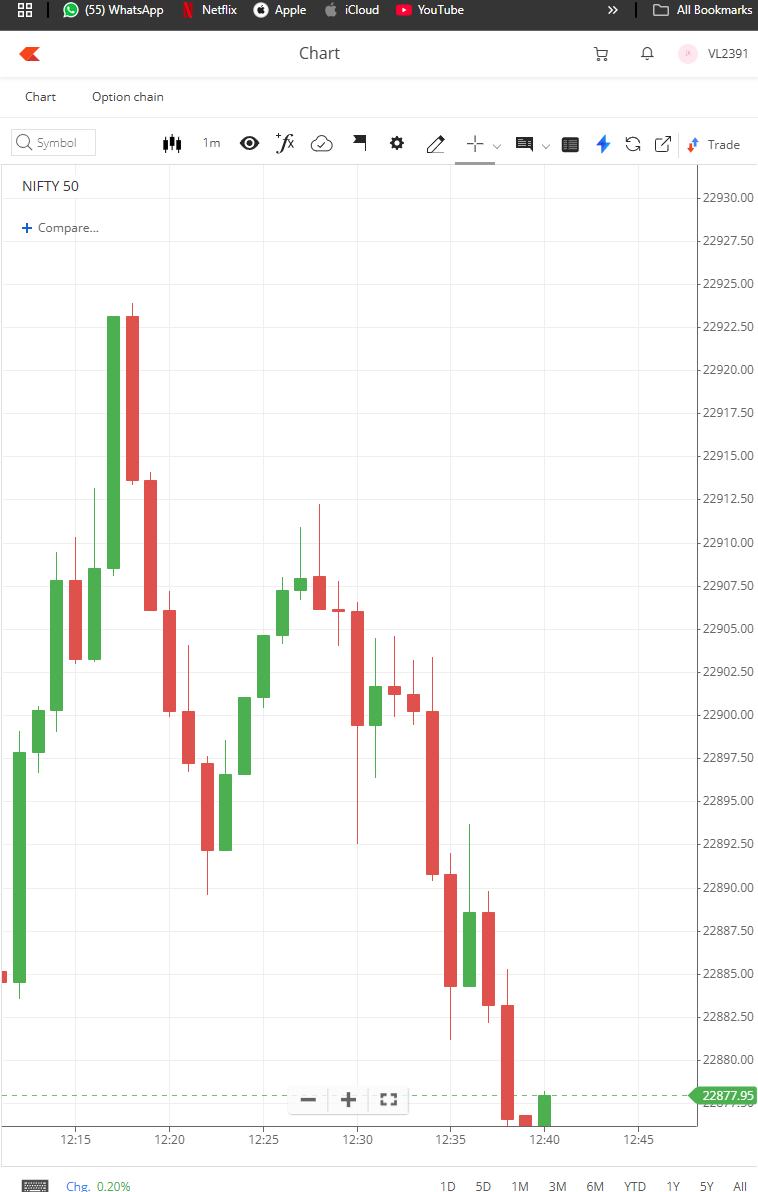 (55) WhatsApp Netflix Apple iCloud YouTube » All Bookmarks
Chart VL2391
Chart Option chain
Symbol 1m Trade
NIFTY 50
+ Compare...
22930.00
22927.50
22925.00
22922.50
22920.00
22917.50
22915.00
22912.50
22910.00
22907.50
22905.00
22902.50
22900.00
22897.50
22895.00
22892.50
22890.00
22887.50
22885.00
22882.50
22880.00
22877.95
12:15 12:20 12:25 12:30 12:35 12:40 12:45
Chg. 0.20% 1D 5D 1M 3M 6M YTD 1Y 5Y All